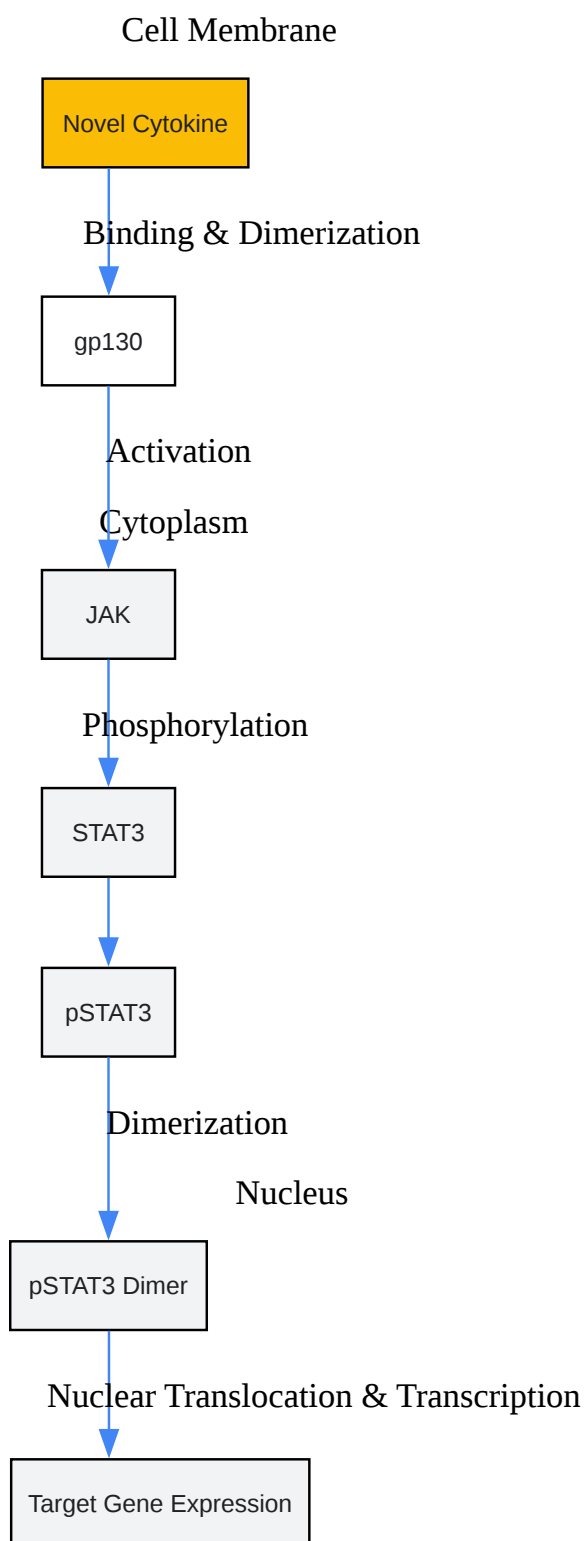 Cell Membrane
Novel Cytokine
Binding & Dimerization
gp130
Activation
Cytoplasm
JAK
Phosphorylation
STAT3
pSTAT3
Dimerization
Nucleus
pSTAT3 Dimer
Nuclear Translocation & Transcription
Target Gene Expression